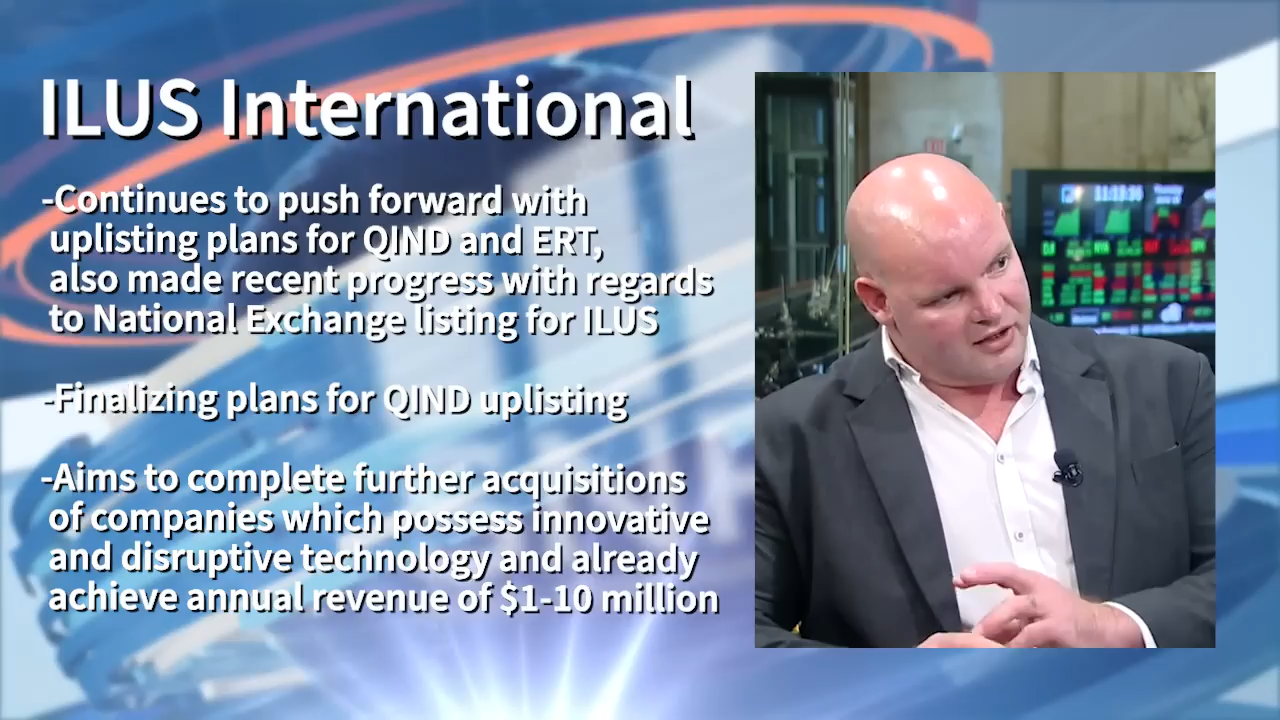 ILUS International
-Continues to push forward with
uplisting plans for QIND and ERT,
also made recent progress with regards
to National Exchange listing for ILUS
-Finalizing plans for QIND uplisting
-Aims to complete further acquisitions
of companies which possess innovative
and disruptive technology and already
achieve annual revenue of $1-10 million
EXIT